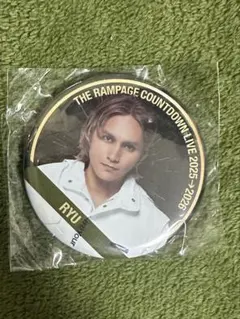 THE RAMPAGE COUNTDOWN LIVE 2025→2026
RYU